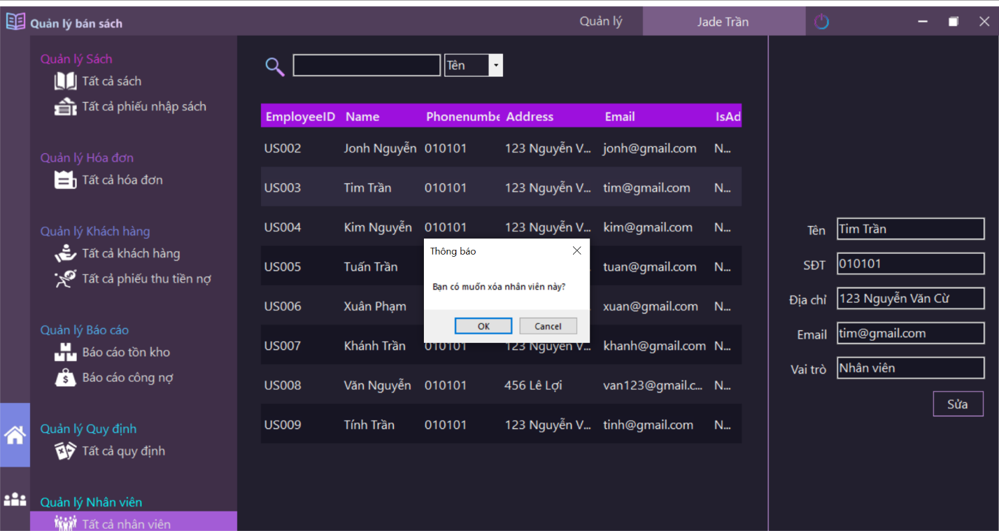 Quản lý bán sách
Quản lý
Jade Trần
Quản lý Sách
Tất cả sách
Tất cả phiếu nhập sách
Quản lý Hóa đơn
Tất cả hóa đơn
Quản lý Khách hàng
Tất cả khách hàng
Tất cả phiếu thu tiền nợ
Quản lý Báo cáo
Báo cáo tồn kho
Báo cáo công nợ
Quản lý Quy định
Tất cả quy định
Quản lý Nhân viên
Tất cả nhân viên
Tên
EmployeeID Name Phonenumbe Address Email IsAd
US002 Jonh Nguyễn 010101 123 Nguyễn V... jonh@gmail.com N...
US003 Tim Trần 010101 123 Nguyễn V... tim@gmail.com N...
US004 Kim Nguyễn 010101 123 Nguyễn V... kim@gmail.com N...
US005 Tuấn Trần tuan@gmail.com N...
US006 Xuân Phạm xuan@gmail.com N...
US007 Khánh Trần 010101 123 Nguyễn V... khanh@gmail.com N...
US008 Văn Nguyễn 010101 456 Lê Lợi van123@gmail.c... N...
US009 Tính Trần 010101 123 Nguyễn V... tinh@gmail.com N...
Thông báo
Bạn có muốn xóa nhân viên này?
OK Cancel
Tên Tim Trần
SĐT 010101
Địa chỉ 123 Nguyễn Văn Cừ
Email tim@gmail.com
Vai trò Nhân viên
Sửa